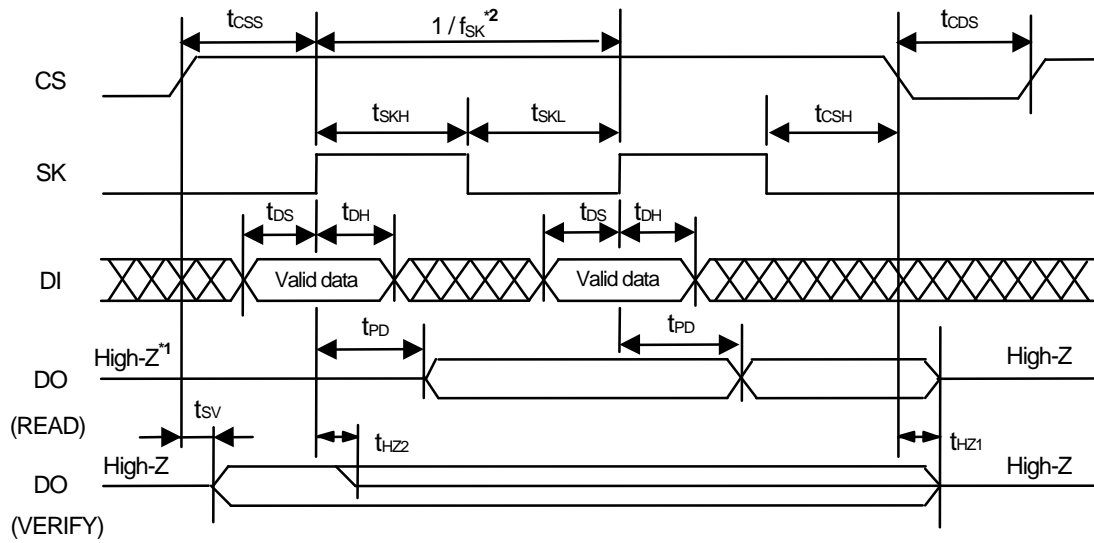 tCSS 1 / fSK*2 tCDS
CS
tSKH tSKL tCSH
SK
tDS tDH tDS tDH
DI Valid data Valid data
tPD tPD
High-Z*1 High-Z
DO
(READ)
tSV tHZ2 tHZ1
High-Z High-Z
DO
(VERIFY)